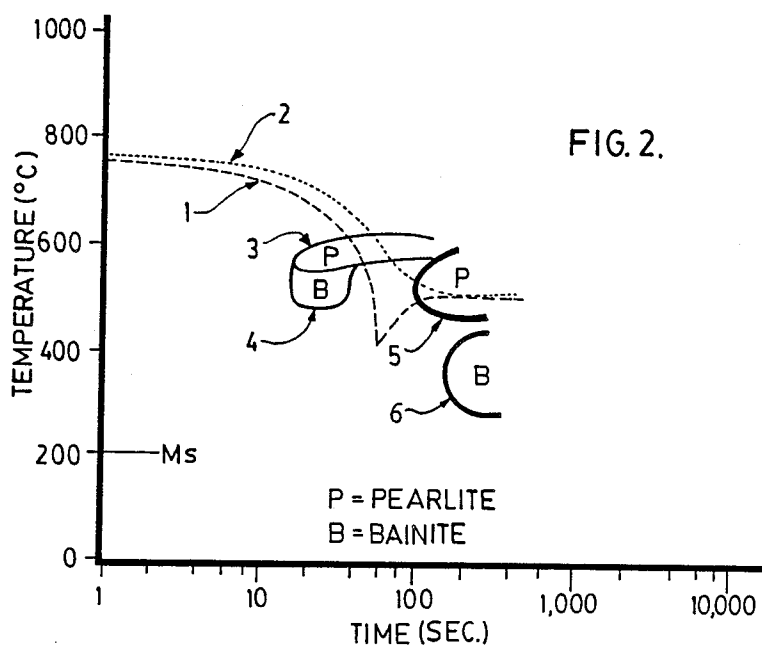 FIG. 2.
TEMPERATURE (°C)
1000
800
600
400
200
0
Ms
1
2
3
4
5
6
P
B
P
B
P = PEARLITE
B = BAINITE
1
10
100
1,000
10,000
TIME (SEC.)